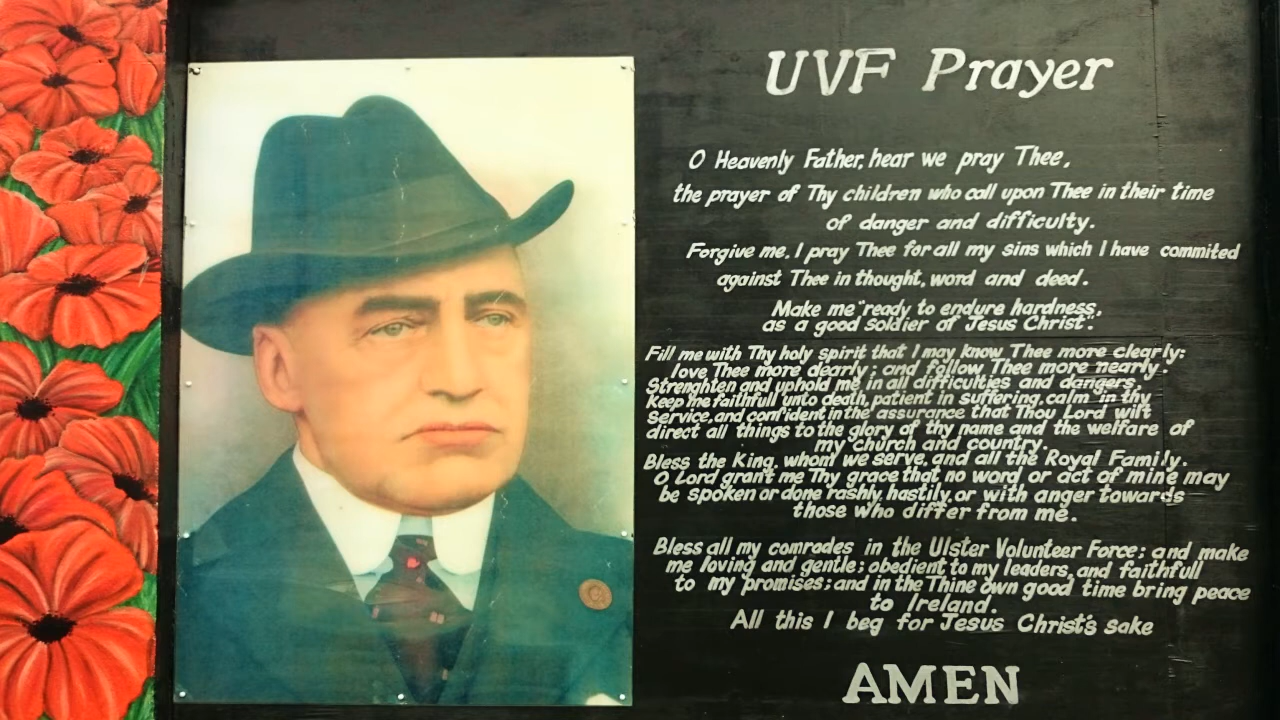 UVF Prayer
O Heavenly Father, hear we pray Thee,
the prayer of Thy children who call upon Thee in their time
of danger and difficulty.
Forgive me, I pray Thee for all my sins which I have commited
against Thee in thought, word and deed.
Make me "ready to endure hardness,
as a good soldier of Jesus Christ".
Fill me with Thy holy spirit that I may know Thee more clearly:
love Thee more dearly; and follow Thee more nearly.
Strenghten and uphold me in all difficulties and dangers,
keep me faithfull unto death, patient in suffering, calm in thy
service, and confident in the assurance that Thou Lord wilt
direct all things to the glory of thy name and the welfare of
my church and country.
Bless the King, whom we serve, and all the Royal Family.
O Lord grant me Thy grace that no word or act of mine may
be spoken or done rashly, hastily, or with anger towards
those who differ from me.
Bless all my comrades in the Ulster Volunteer Force; and make
me loving and gentle; obedient to my leaders, and faithfull
to my promises; and in the Thine own good time bring peace
to Ireland.
All this I beg for Jesus Christ's sake
AMEN